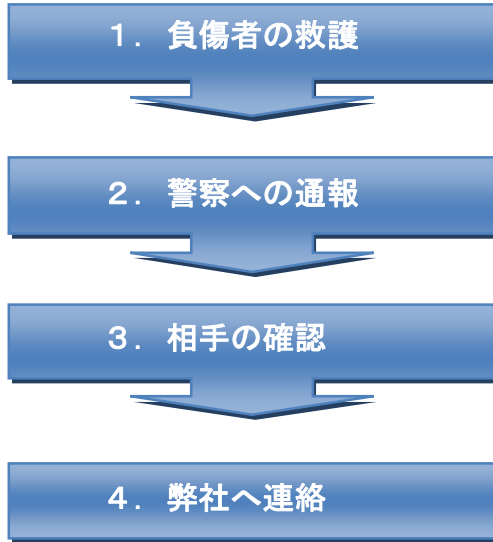 １．負傷者の救護
２．警察への通報
３．相手の確認
４．弊社へ連絡